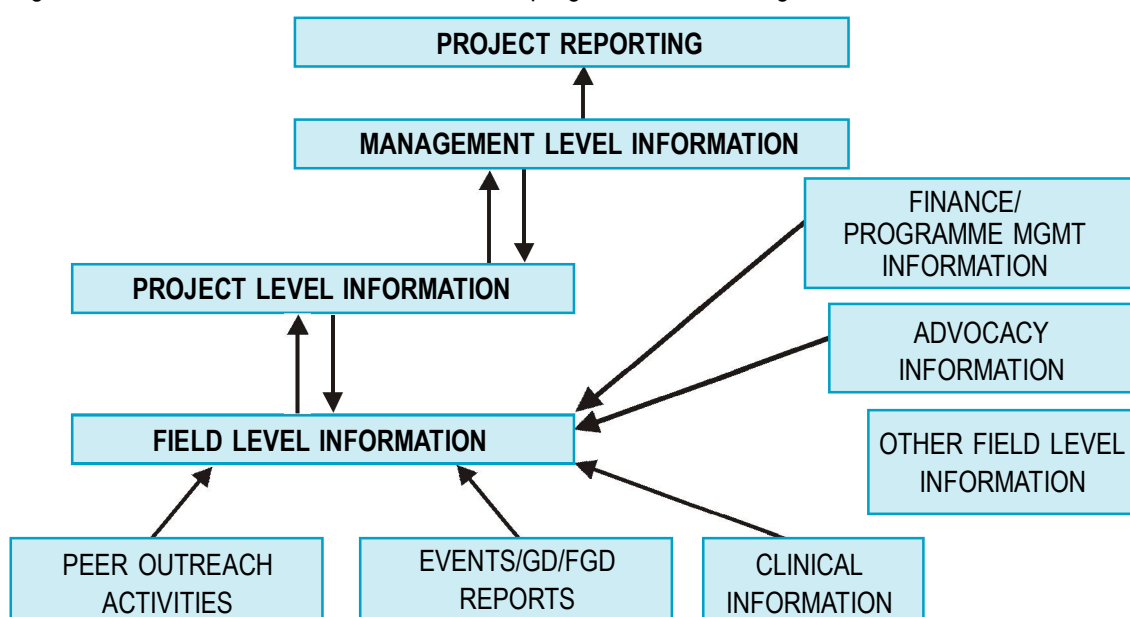 PROJECT REPORTING
MANAGEMENT LEVEL INFORMATION
FINANCE/
PROGRAMME MGMT
INFORMATION
PROJECT LEVEL INFORMATION
ADVOCACY
INFORMATION
FIELD LEVEL INFORMATION
OTHER FIELD LEVEL
INFORMATION
PEER OUTREACH
ACTIVITIES
EVENTS/GD/FGD
REPORTS
CLINICAL
INFORMATION